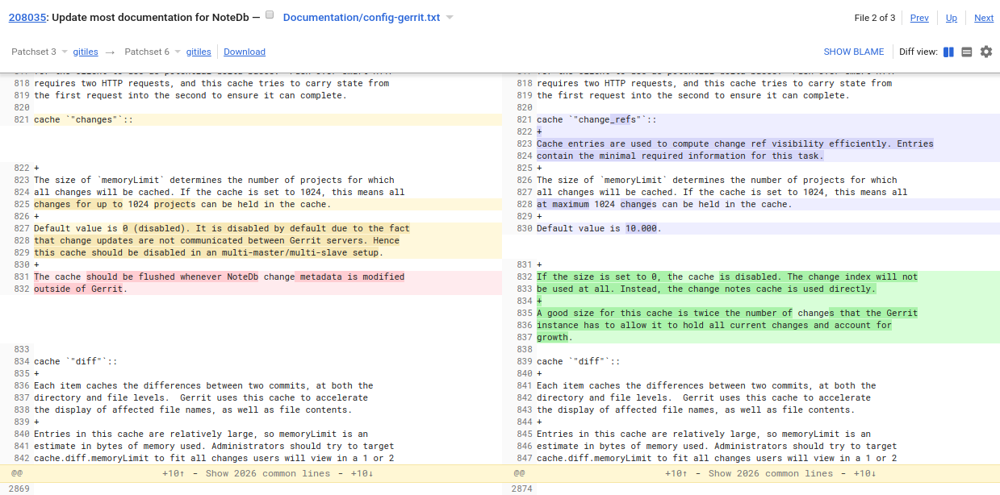 208035: Update most documentation for NoteDb — Documentation/config-gerrit.txt
File 2 of 3 Prev Up Next
Patchset 3 gitiles → Patchset 6 gitiles Download
SHOW BLAME Diff view:
818 requires two HTTP requests, and this cache tries to carry state from
819 the first request into the second to ensure it can complete.
820
821 cache `"changes"`::
822 +
823 The size of `memoryLimit` determines the number of projects for which
824 all changes will be cached. If the cache is set to 1024, this means all
825 changes for up to 1024 projects can be held in the cache.
826 +
827 Default value is 0 (disabled). It is disabled by default due to the fact
828 that change updates are not communicated between Gerrit servers. Hence
829 this cache should be disabled in an multi-master/multi-slave setup.
830 +
831 The cache should be flushed whenever NoteDb change metadata is modified
832 outside of Gerrit.
833
834 cache `"diff"`::
835 +
836 Each item caches the differences between two commits, at both the
837 directory and file levels.  Gerrit uses this cache to accelerate
838 the display of affected file names, as well as file contents.
839 +
840 Entries in this cache are relatively large, so memoryLimit is an
841 estimate in bytes of memory used. Administrators should try to target
842 cache.diff.memoryLimit to fit all changes users will view in a 1 or 2
@@ +10↑ - Show 2026 common lines - +10↓
2869
818 requires two HTTP requests, and this cache tries to carry state from
819 the first request into the second to ensure it can complete.
820
821 cache `"change_refs"`::
822 +
823 Cache entries are used to compute change ref visibility efficiently. Entries
824 contain the minimal required information for this task.
825 +
826 The size of `memoryLimit` determines the number of projects for which
827 all changes will be cached. If the cache is set to 1024, this means all
828 at maximum 1024 changes can be held in the cache.
829 +
830 Default value is 10.000.
831 +
832 If the size is set to 0, the cache is disabled. The change index will not
833 be used at all. Instead, the change notes cache is used directly.
834 +
835 A good size for this cache is twice the number of changes that the Gerrit
836 instance has to allow it to hold all current changes and account for
837 growth.
838
839 cache `"diff"`::
840 +
841 Each item caches the differences between two commits, at both the
842 directory and file levels.  Gerrit uses this cache to accelerate
843 the display of affected file names, as well as file contents.
844 +
845 Entries in this cache are relatively large, so memoryLimit is an
846 estimate in bytes of memory used. Administrators should try to target
847 cache.diff.memoryLimit to fit all changes users will view in a 1 or 2
@@ +10↑ - Show 2026 common lines - +10↓
2874